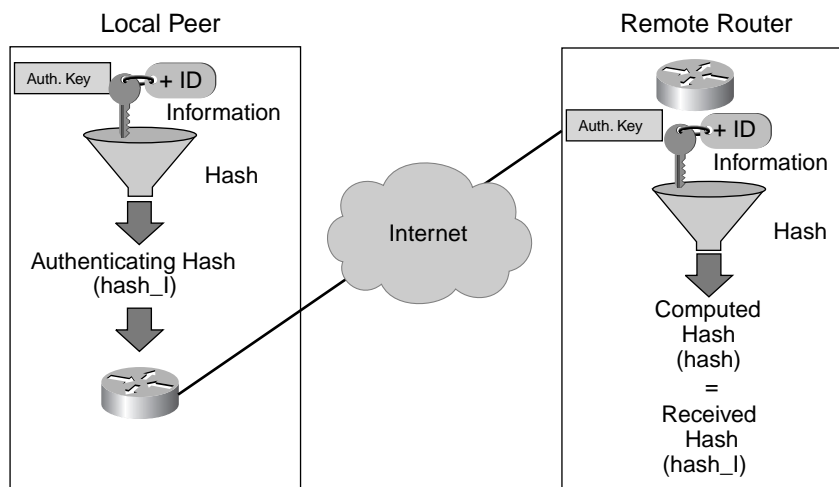 Local Peer
Auth. Key
+ ID
Information
Hash
Authenticating Hash
(hash_I)
Internet
Remote Router
Auth. Key
+ ID
Information
Hash
Computed
Hash
(hash)
=
Received
Hash
(hash_I)